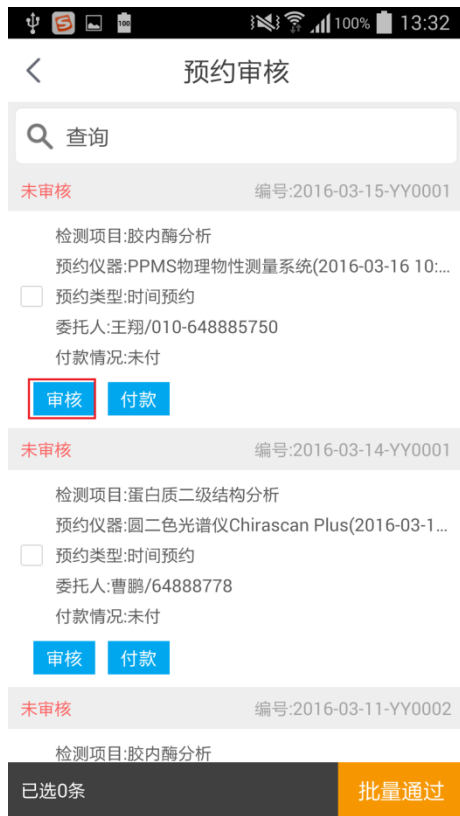 100
100% 13:32
预约审核
查询
未审核 编号:2016-03-15-YY0001
检测项目:胶内酶分析
预约仪器:PPMS物理物性测量系统(2016-03-16 10:...
预约类型:时间预约
委托人:王翔/010-648885750
付款情况:未付
审核 付款
未审核 编号:2016-03-14-YY0001
检测项目:蛋白质二级结构分析
预约仪器:圆二色光谱仪Chirascan Plus(2016-03-1...
预约类型:时间预约
委托人:曹鹏/64888778
付款情况:未付
审核 付款
未审核 编号:2016-03-11-YY0002
检测项目:胶内酶分析
已选0条 批量通过